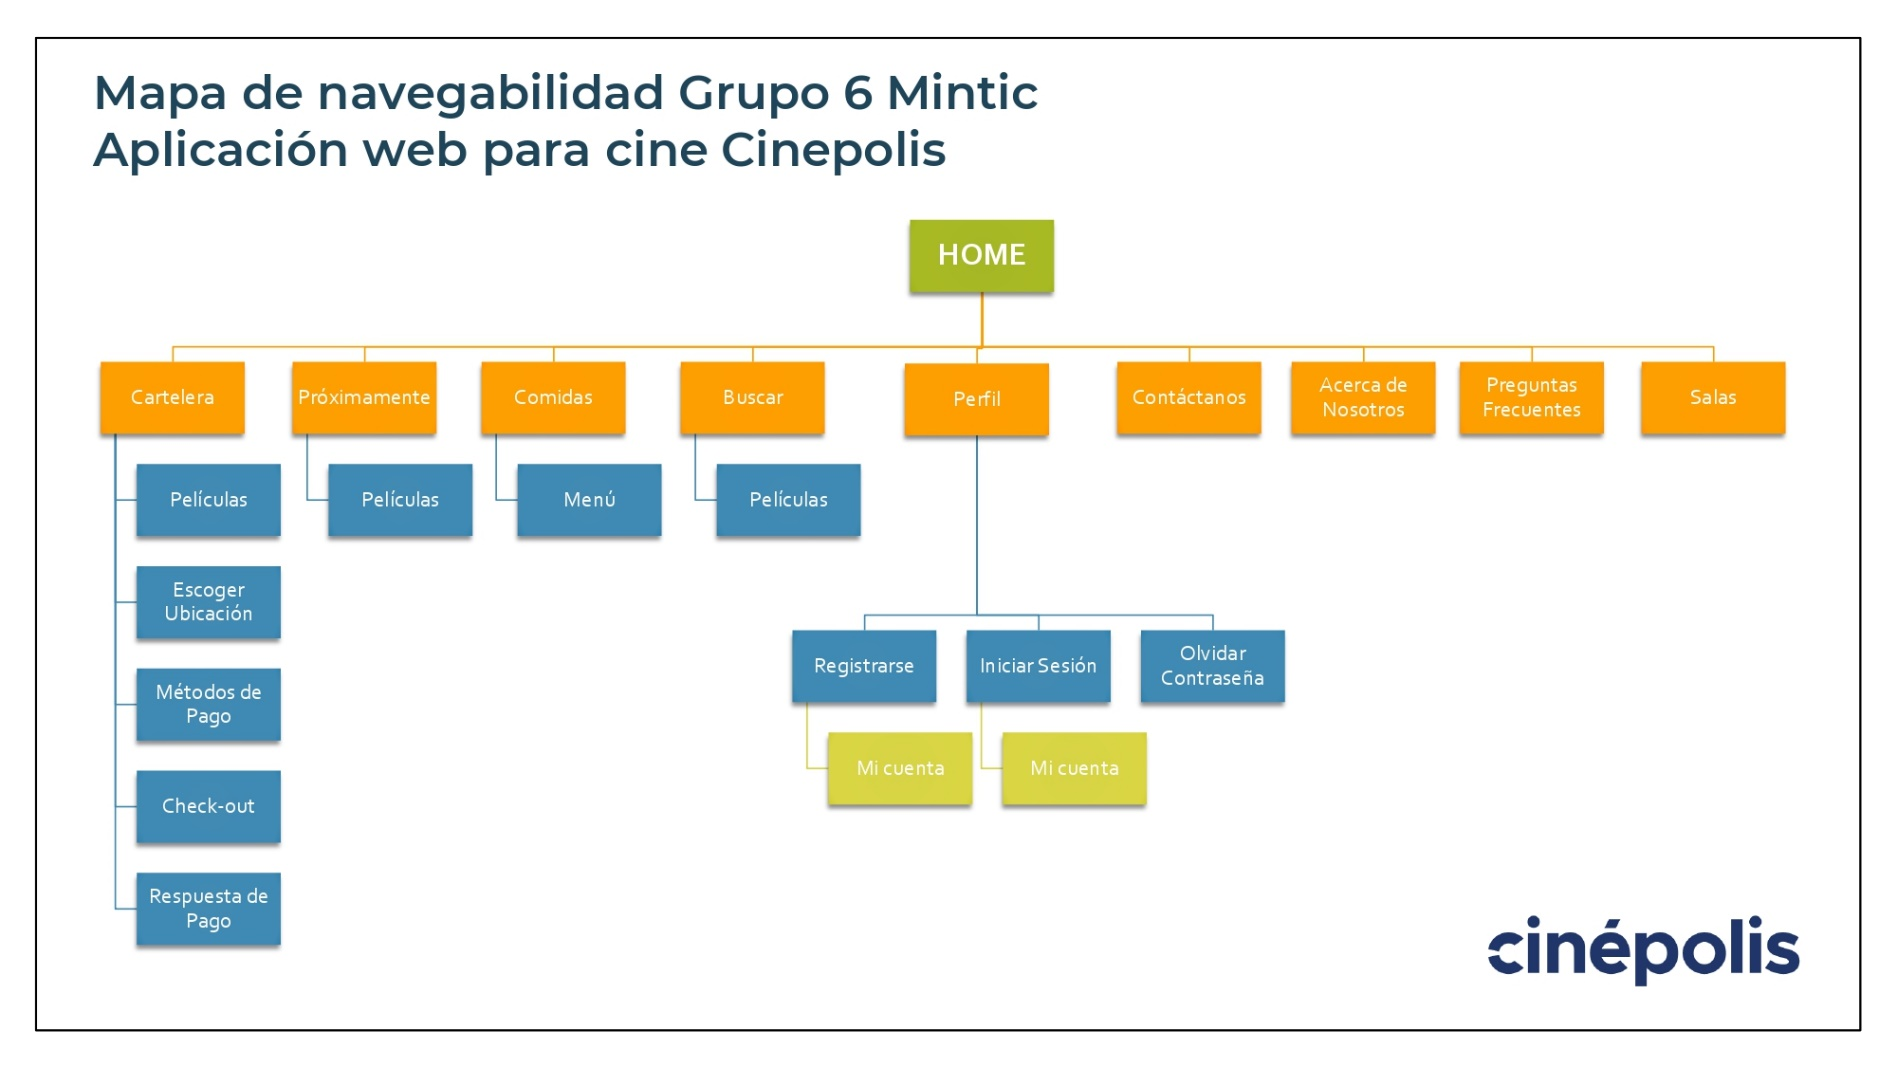 Mapa de navegabilidad Grupo 6 Mintic
Aplicación web para cine Cinepolis
HOME
Cartelera
Próximamente
Comidas
Buscar
Perfil
Contáctanos
Acerca de
Nosotros
Preguntas
Frecuentes
Salas
Películas
Películas
Menú
Películas
Escoger
Ubicación
Métodos de
Pago
Check-out
Respuesta de
Pago
Registrarse
Iniciar Sesión
Olvidar
Contraseña
Mi cuenta
Mi cuenta
cinépolis